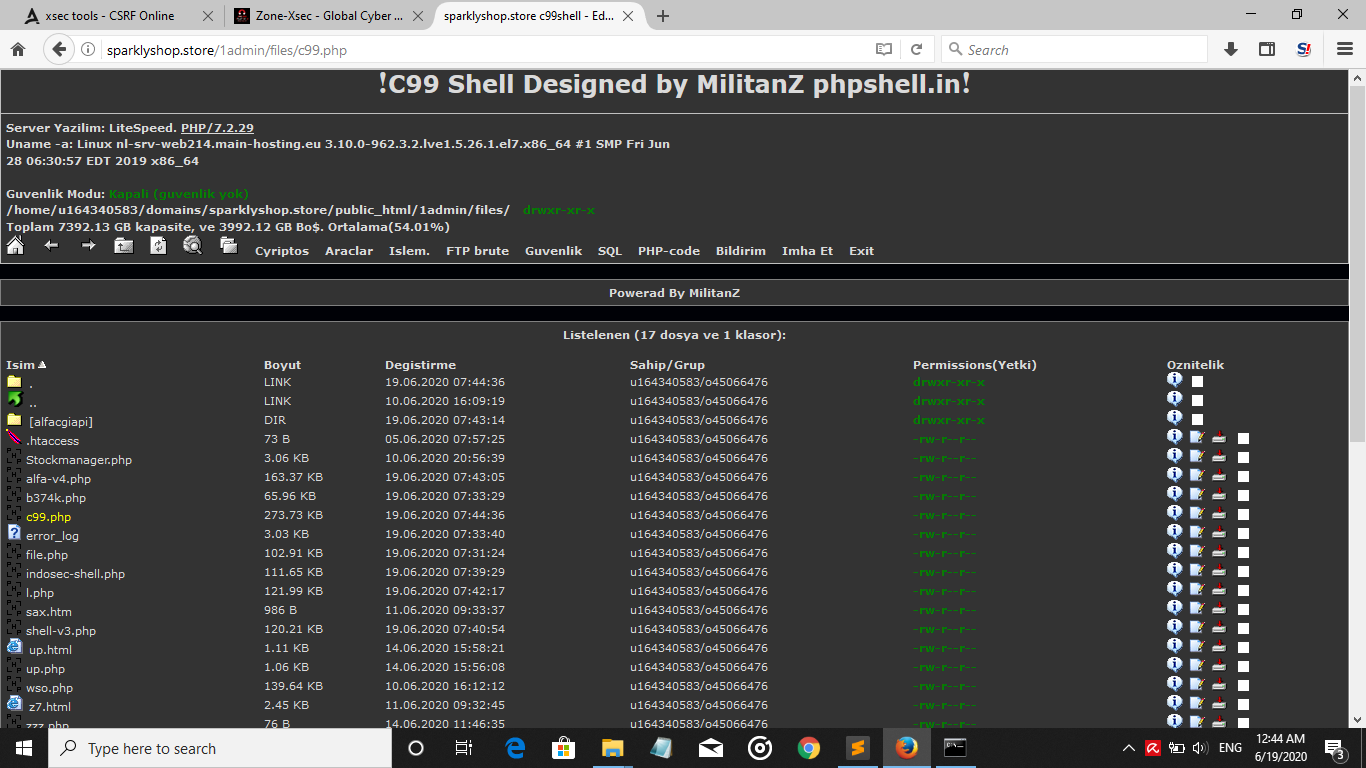 xsec tools - CSRF Online
Zone-Xsec - Global Cyber ...
sparklyshop.store c99shell - Ed...
sparklyshop.store/1admin/files/c99.php
Search
!C99 Shell Designed by MilitanZ phpshell.in!
Server Yazilim: LiteSpeed. PHP/7.2.29
Uname -a: Linux nl-srv-web214.main-hosting.eu 3.10.0-962.3.2.lve1.5.26.1.el7.x86_64 #1 SMP Fri Jun
28 06:30:57 EDT 2019 x86_64
Guvenlik Modu: Kapali (guvenlik yok)
/home/u164340583/domains/sparklyshop.store/public_html/1admin/files/ drwxr-xr-x
Toplam 7392.13 GB kapasite, ve 3992.12 GB Bo$. Ortalama(54.01%)
Cyriptos Araclar Islem. FTP brute Guvenlik SQL PHP-code Bildirim Imha Et Exit
Powerad By MilitanZ
Listelenen (17 dosya ve 1 klasor):
Isim Boyut Degistirme Sahip/Grup Permissions(Yetki) Oznitelik
. LINK 19.06.2020 07:44:36 u164340583/o45066476 drwxr-xr-x
.. LINK 10.06.2020 16:09:19 u164340583/o45066476 drwxr-xr-x
[alfacgiapi] DIR 19.06.2020 07:43:14 u164340583/o45066476 drwxr-xr-x
.htaccess 73 B 05.06.2020 07:57:25 u164340583/o45066476 -rw-r--r--
Stockmanager.php 3.06 KB 10.06.2020 20:56:39 u164340583/o45066476 -rw-r--r--
alfa-v4.php 163.37 KB 19.06.2020 07:43:05 u164340583/o45066476 -rw-r--r--
b374k.php 65.96 KB 19.06.2020 07:33:29 u164340583/o45066476 -rw-r--r--
c99.php 273.73 KB 19.06.2020 07:44:36 u164340583/o45066476 -rw-r--r--
error_log 3.03 KB 19.06.2020 07:33:40 u164340583/o45066476 -rw-r--r--
file.php 102.91 KB 19.06.2020 07:31:24 u164340583/o45066476 -rw-r--r--
indosec-shell.php 111.65 KB 19.06.2020 07:39:29 u164340583/o45066476 -rw-r--r--
l.php 121.99 KB 19.06.2020 07:42:17 u164340583/o45066476 -rw-r--r--
sax.htm 986 B 11.06.2020 09:33:37 u164340583/o45066476 -rw-r--r--
shell-v3.php 120.21 KB 19.06.2020 07:40:54 u164340583/o45066476 -rw-r--r--
up.html 1.11 KB 14.06.2020 15:58:21 u164340583/o45066476 -rw-r--r--
up.php 1.06 KB 14.06.2020 15:56:08 u164340583/o45066476 -rw-r--r--
wso.php 139.64 KB 10.06.2020 16:12:12 u164340583/o45066476 -rw-r--r--
z7.html 2.45 KB 11.06.2020 09:32:45 u164340583/o45066476 -rw-r--r--
zzz.php 76 B 14.06.2020 11:46:35 u164340583/o45066476 -rw-r--r--
Type here to search
ENG
12:44 AM
6/19/2020
3